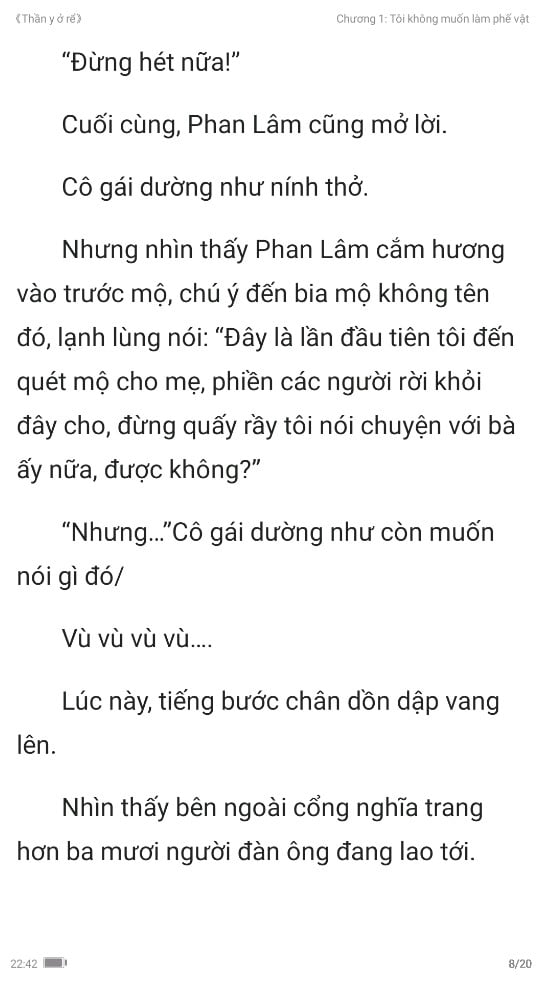 《Thần y ở rể》
Chương 1: Tôi không muốn làm phế vật
“Đừng hét nữa!”
Cuối cùng, Phan Lâm cũng mở lời.
Cô gái dường như nính thở.
Nhưng nhìn thấy Phan Lâm cắm hương
vào trước mộ, chú ý đến bia mộ không tên
đó, lạnh lùng nói: “Đây là lần đầu tiên tôi đến
quét mộ cho mẹ, phiền các người rời khỏi
đây cho, đừng quấy rầy tôi nói chuyện với bà
ấy nữa, được không?”
“Nhưng...”Cô gái dường như còn muốn
nói gì đó/
Vù vù vù vù....
Lúc này, tiếng bước chân dồn dập vang
lên.
Nhìn thấy bên ngoài cổng nghĩa trang
hơn ba mươi người đàn ông đang lao tới.
22:42
8/20